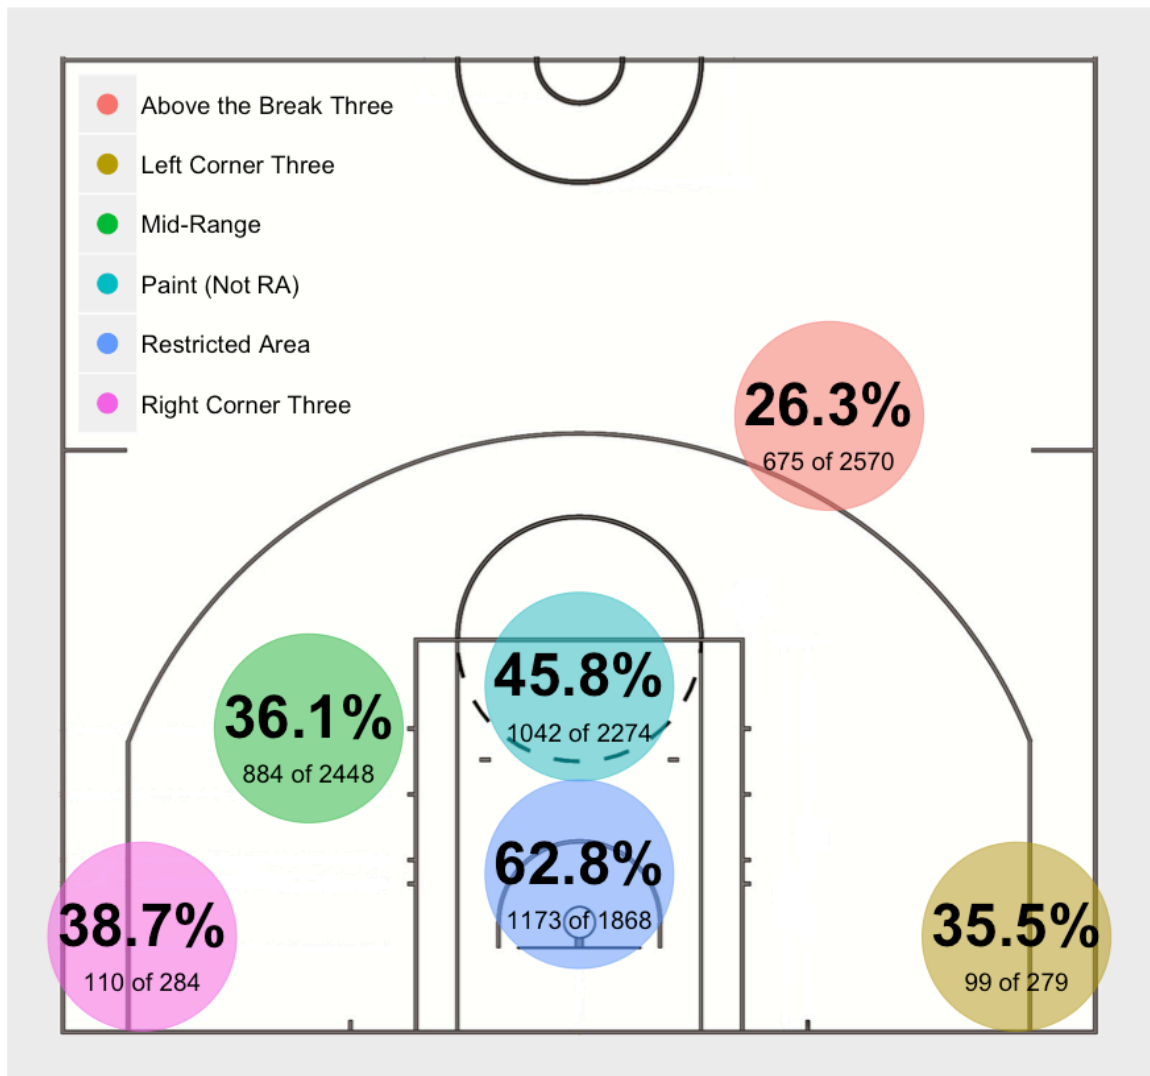 Above the Break Three
Left Corner Three
Mid-Range
Paint (Not RA)
Restricted Area
Right Corner Three
26.3%
675 of 2570
45.8%
1042 of 2274
36.1%
884 of 2448
62.8%
1173 of 1868
38.7%
110 of 284
35.5%
99 of 279